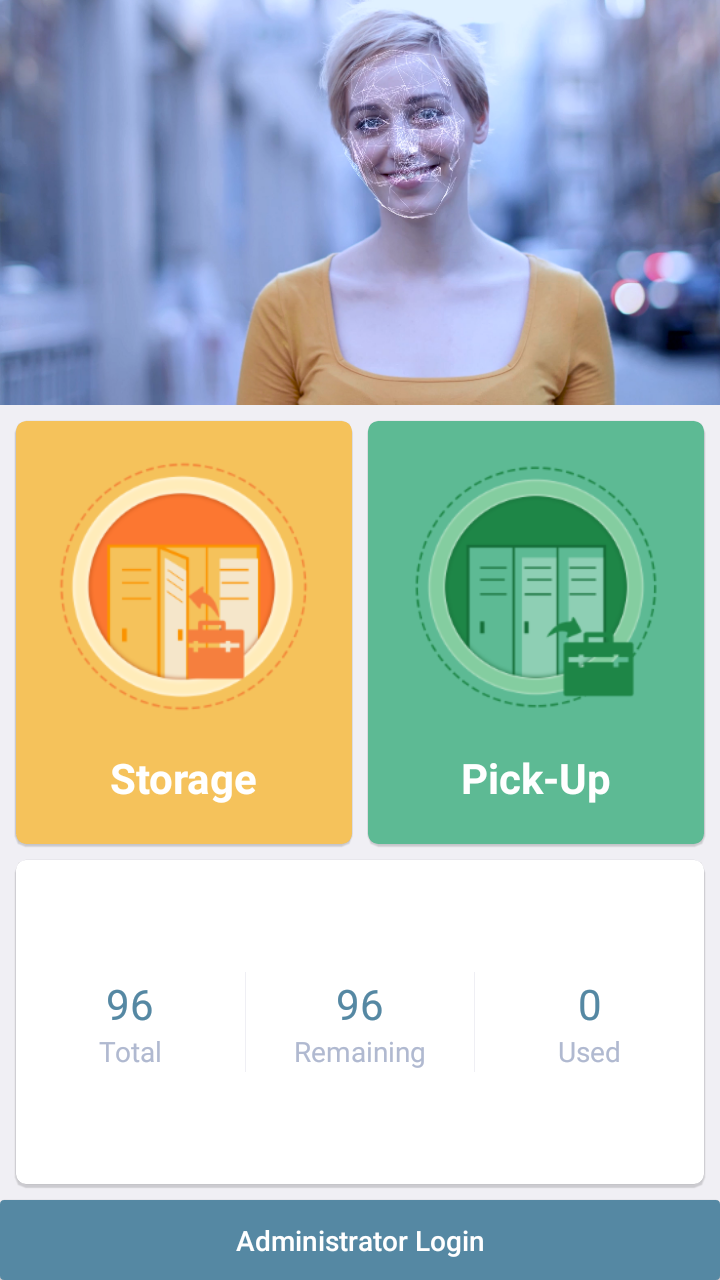 Storage
Pick-Up
96
96
0
Total
Remaining
Used
Administrator Login